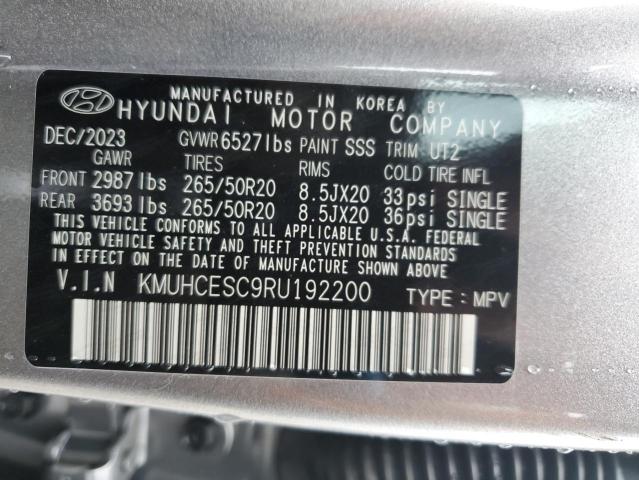 MANUFACTURED IN KOREA BY
HYUNDAI MOTOR COMPANY
DEC/2023 GVWR 6527lbs PAINT SSS TRIM UT2
GAWR TIRES RIMS COLD TIRE INFL
FRONT 2987lbs 265/50R20 8.5JX20 33psi SINGLE
REAR 3693lbs 265/50R20 8.5JX20 36psi SINGLE
THIS VEHICLE CONFORMS TO ALL APPLICABLE U.S.A. FEDERAL
MOTOR VEHICLE SAFETY AND THEFT PREVENTION STANDARDS
IN EFFECT ON THE DATE OF MANUFACTURE SHOWN ABOVE.
V.I.N KMUHCESC9RU192200 TYPE : MPV